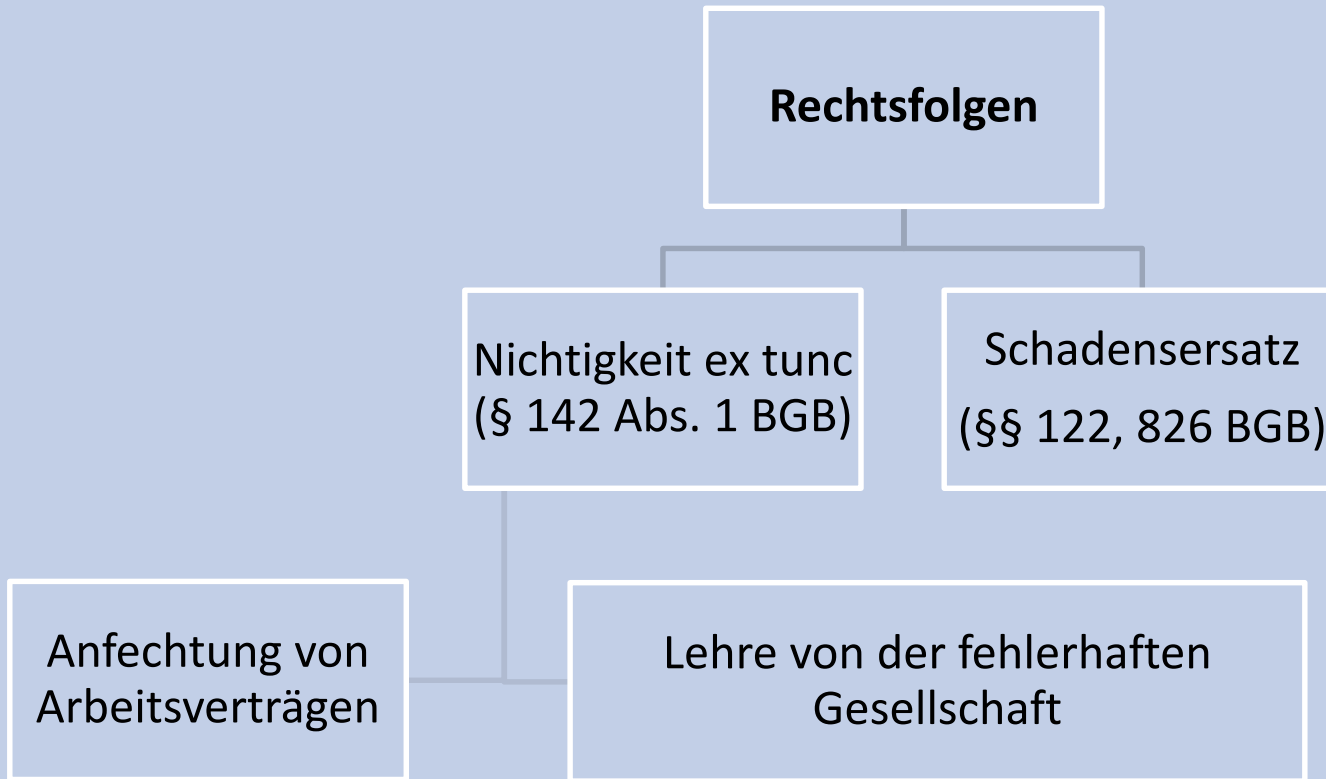 Rechtsfolgen
Nichtigkeit ex tunc
(§ 142 Abs. 1 BGB)
Schadensersatz
(§§ 122, 826 BGB)
Anfechtung von
Arbeitsverträgen
Lehre von der fehlerhaften
Gesellschaft